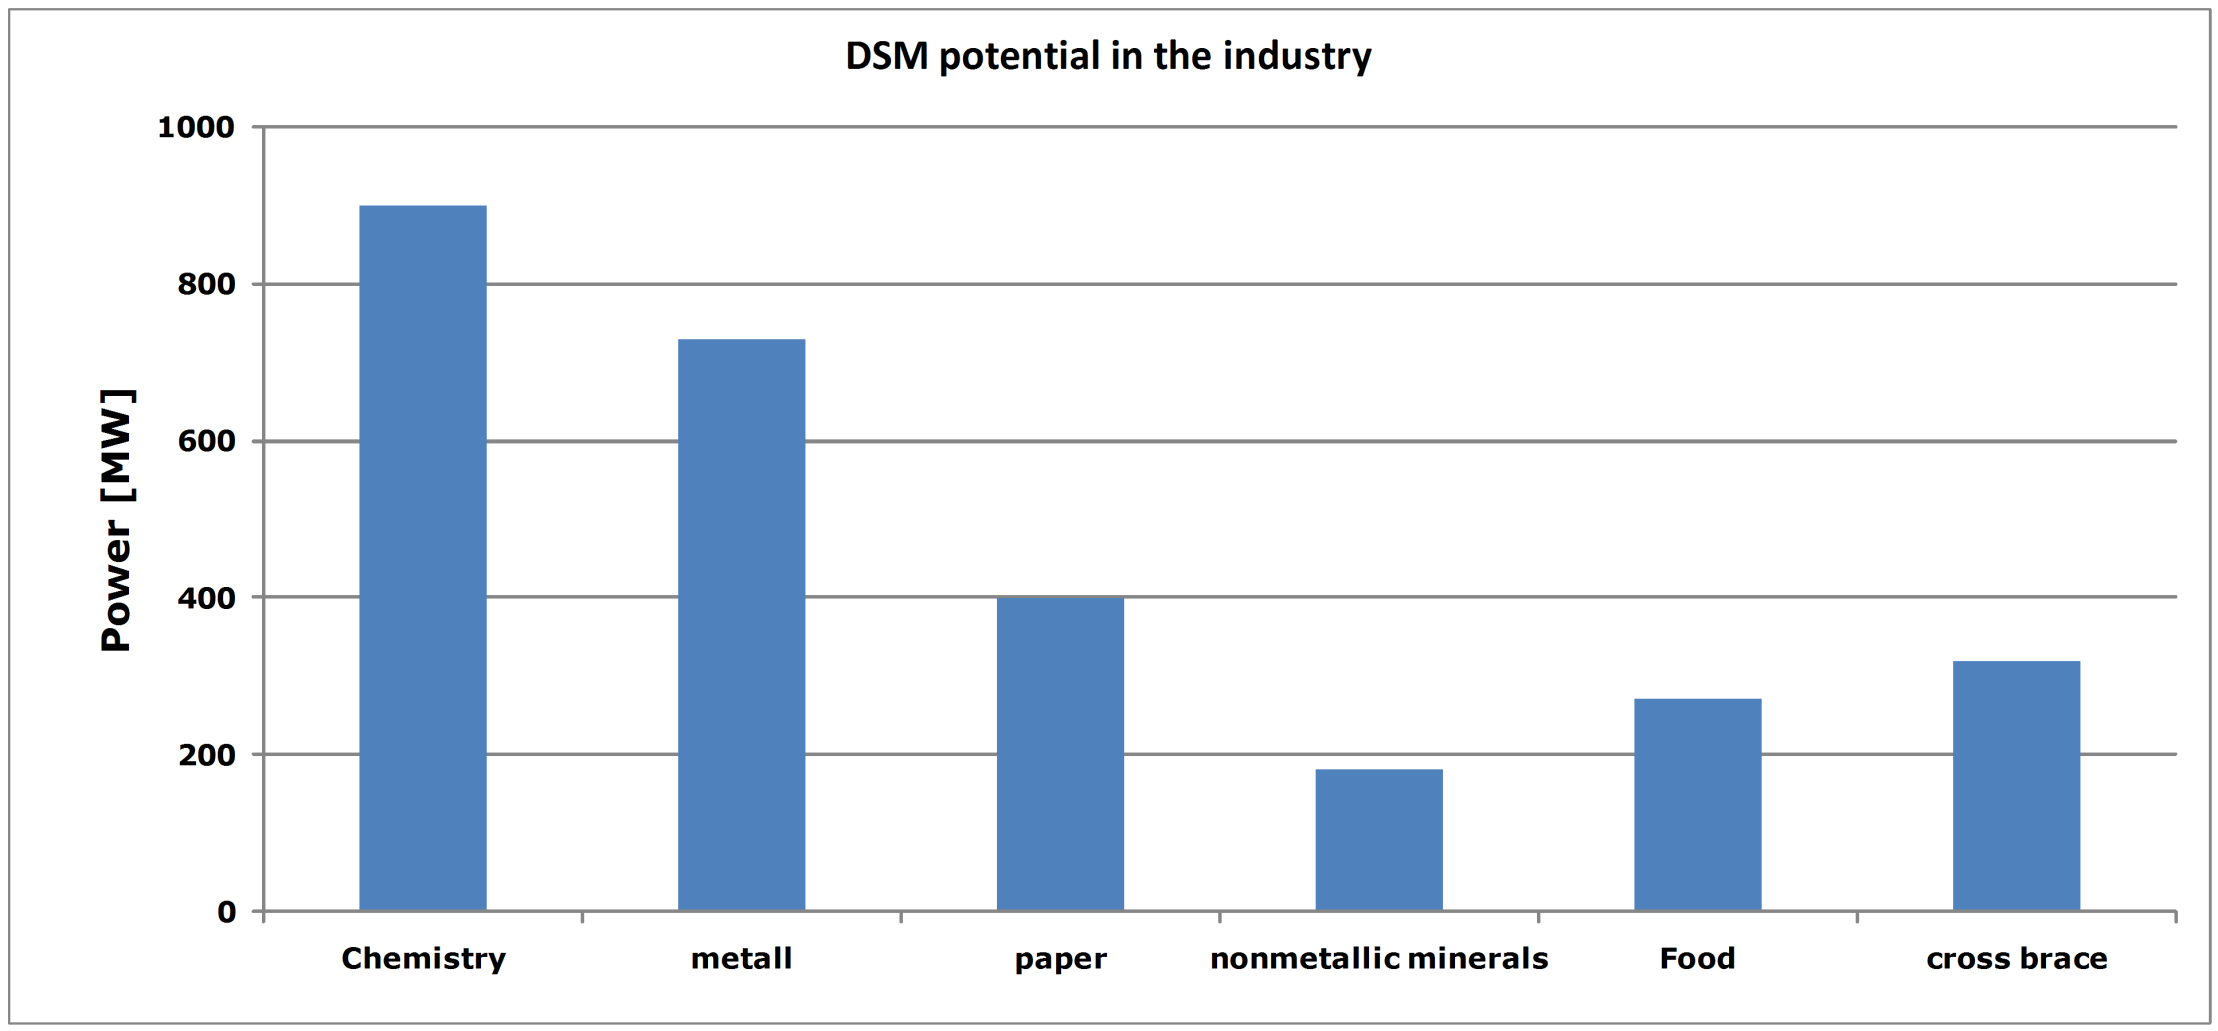 DSM potential in the industry
1000
800
600
400
200
0
Power [MW]
Chemistry
metall
paper
nonmetallic minerals
Food
cross brace